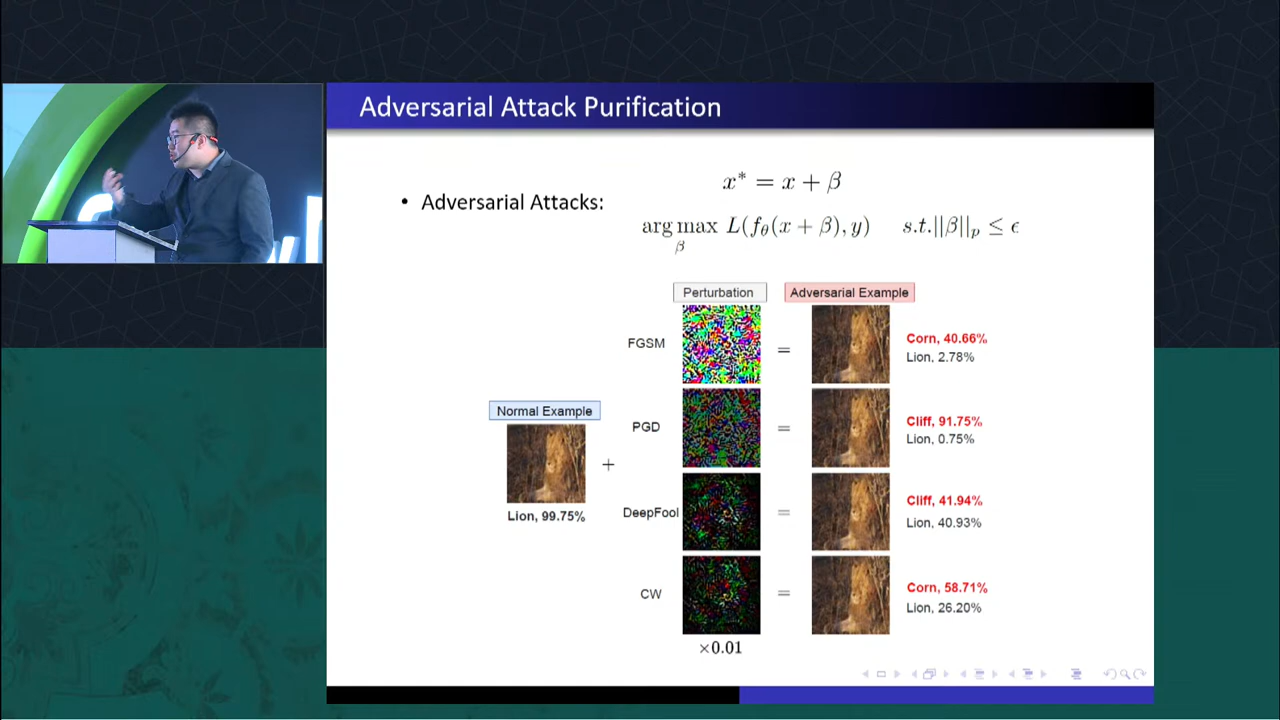 Adversarial Attack Purification
x* = x + β
• Adversarial Attacks:
arg max L(f_θ(x + β), y) s.t.||β||_p ≤ ϵ
β
Perturbation
Adversarial Example
FGSM
=
Corn, 40.66%
Lion, 2.78%
Normal Example
PGD
=
Cliff, 91.75%
Lion, 0.75%
+
Lion, 99.75%
DeepFool
=
Cliff, 41.94%
Lion, 40.93%
CW
=
Corn, 58.71%
Lion, 26.20%
×0.01